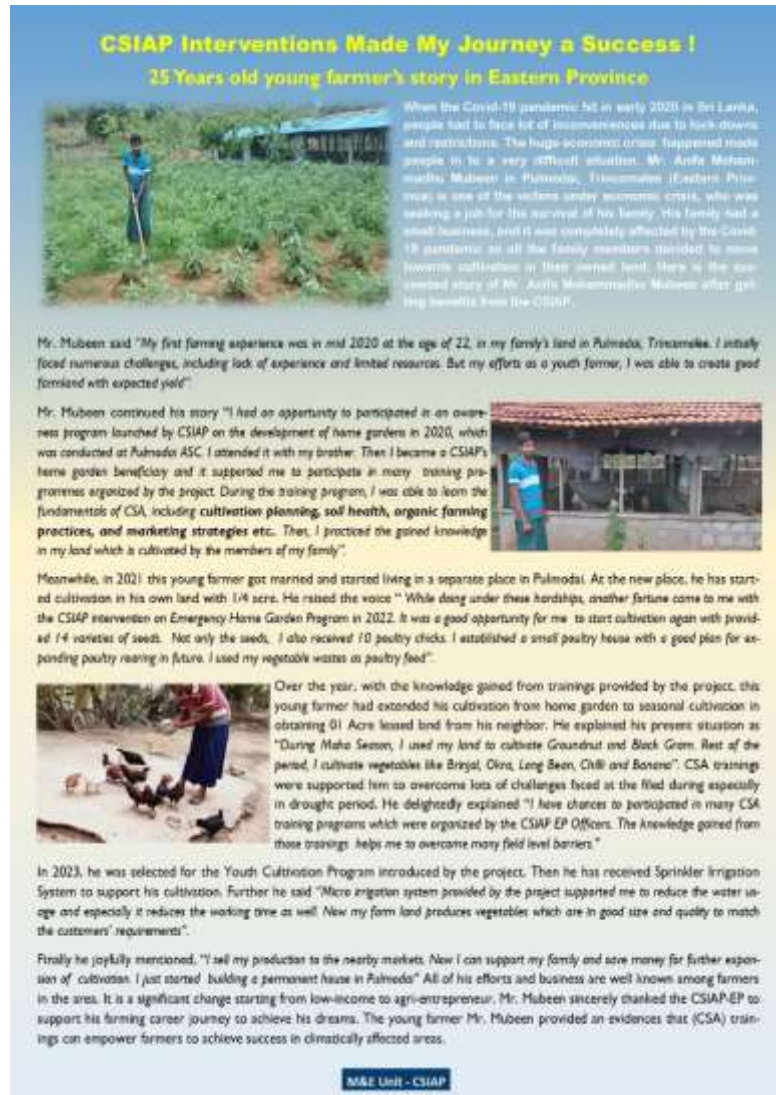 CSIAP Interventions Made My Journey a Success !
25 Years old young farmer's story in Eastern Province
When the Covid-19 pandemic hit in early 2020 in Sri Lanka,
people had to face lot of inconveniences due to lock-downs
and restrictions. The huge economic crisis happened made
people in to a very difficult situation. Mr. Anifa Moham-
madhu Mubeen in Pulmodai, Trincomalee (Eastern Prov-
ince) is one of the victims under economic crisis, who was
seeking a job for the survival of his family. His family had a
small business, and it was completely affected by the Covid-
19 pandemic so all the family members decided to move
towards cultivation in their owned land. Here is the suc-
ceeded story of Mr. Anifa Mohammadhu Mubeen after get-
ting benefits from the CSIAP.
Mr. Mubeen said "My first farming experience was in mid 2020 at the age of 22, in my family's land in Pulmodai, Trincomalee. I initially
faced numerous challenges, including lack of experience and limited resources. But my efforts as a youth farmer, I was able to create good
farmland with expected yield".
Mr. Mubeen continued his story "I had an opportunity to participated in an aware-
ness program launched by CSIAP on the development of home gardens in 2020, which
was conducted at Pulmodai ASC. I attended it with my brother. Then I became a CSIAP's
home garden beneficiary and it supported me to participate in many training pro-
grammes organized by the project. During the training program, I was able to learn the
fundamentals of CSA, including cultivation planning, soil health, organic farming
practices, and marketing strategies etc. Then, I practiced the gained knowledge
in my land which is cultivated by the members of my family".
Meanwhile, in 2021 this young farmer got married and started living in a separate place in Pulmodai. At the new place, he has start-
ed cultivation in his own land with 1/4 acre. He raised the voice " While doing under these hardships, another fortune came to me with
the CSIAP intervention on Emergency Home Garden Program in 2022. It was a good opportunity for me to start cultivation again with provid-
ed 14 varieties of seeds. Not only the seeds, I also received 10 poultry chicks. I established a small poultry house with a good plan for ex-
panding poultry rearing in future. I used my vegetable wastes as poultry feed".
Over the year, with the knowledge gained from trainings provided by the project, this
young farmer had extended his cultivation from home garden to seasonal cultivation in
obtaining 01 Acre leased land from his neighbor. He explained his present situation as
"During Maha Season, I used my land to cultivate Groundnut and Black Gram. Rest of the
period, I cultivate vegetables like Brinjal, Okra, Long Bean, Chilli and Banana". CSA trainings
were supported him to overcome lots of challenges faced at the filed during especially
in drought period. He delightedly explained "I have chances to participated in many CSA
training programs which were organized by the CSIAP EP Officers. The knowledge gained from
those trainings helps me to overcome many field level barriers."
In 2023, he was selected for the Youth Cultivation Program introduced by the project. Then he has received Sprinkler Irrigation
System to support his cultivation. Further he said "Micro irrigation system provided by the project supported me to reduce the water us-
age and especially it reduces the working time as well. Now my farm land produces vegetables which are in good size and quality to match
the customers' requirements".
Finally he joyfully mentioned, "I sell my production to the nearby markets. Now I can support my family and save money for further expan-
sion of cultivation. I just started building a permanent house in Pulmodai" All of his efforts and business are well known among farmers
in the area. It is a significant change starting from low-income to agri-entrepreneur. Mr. Mubeen sincerely thanked the CSIAP-EP to
support his farming career journey to achieve his dreams. The young farmer Mr. Mubeen provided an evidences that (CSA) train-
ings can empower farmers to achieve success in climatically affected areas.
M&E Unit - CSIAP